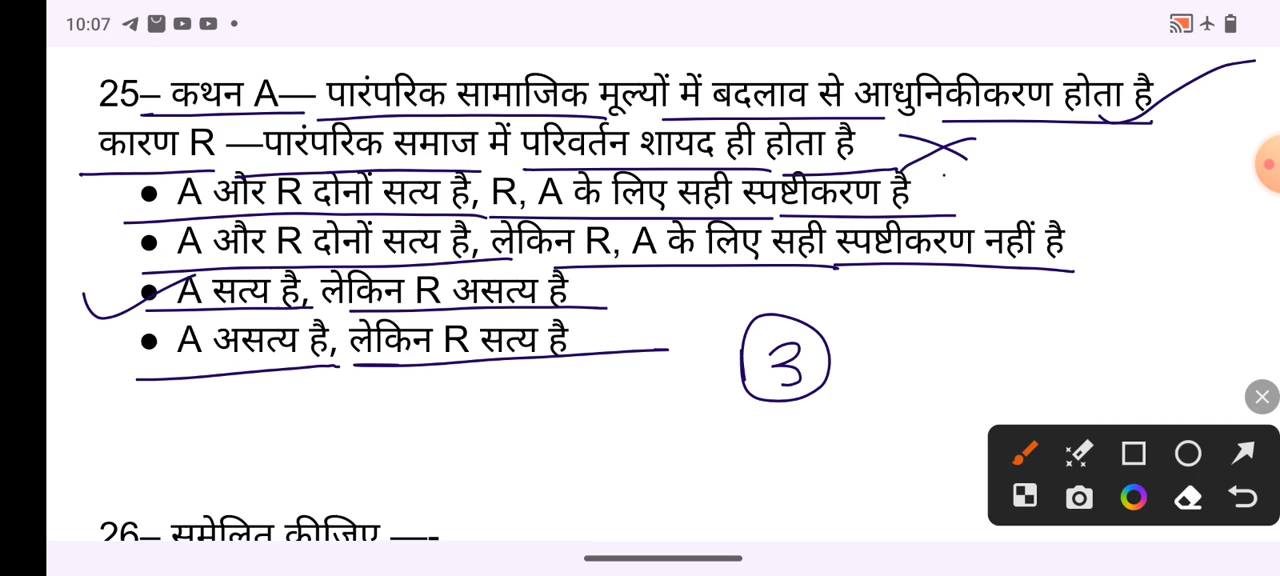 10:07
25– कथन A— पारंपरिक सामाजिक मूल्यों में बदलाव से आधुनिकीकरण होता है
कारण R —पारंपरिक समाज में परिवर्तन शायद ही होता है
● A और R दोनों सत्य है, R, A के लिए सही स्पष्टीकरण है
● A और R दोनों सत्य है, लेकिन R, A के लिए सही स्पष्टीकरण नहीं है
● A सत्य है, लेकिन R असत्य है
● A असत्य है, लेकिन R सत्य है
3
26– सुमेलित कीजिए —-